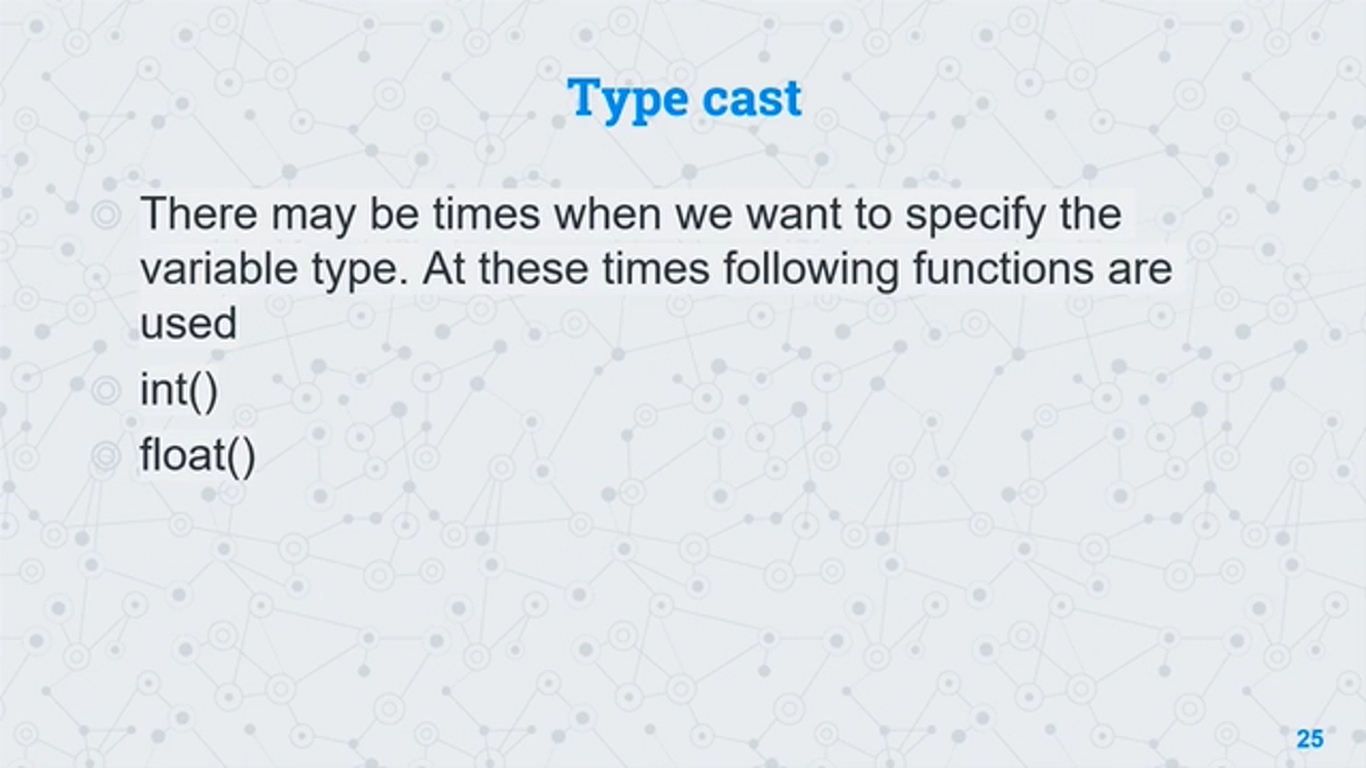 Type cast
There may be times when we want to specify the
variable type. At these times following functions are
used
int()
float()
25